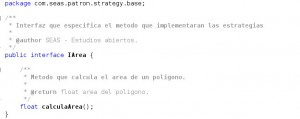 package com.seas.patron.strategy.base;
/**
* Interfaz que especifica el metodo que implementaran las estrategias
*
* @author SEAS - Estudios abiertos.
*/
public interface IArea {
/**
* Metodo que calcula el area de un poligono.
*
* @return float area del poligono.
*/
float calculaArea();
}